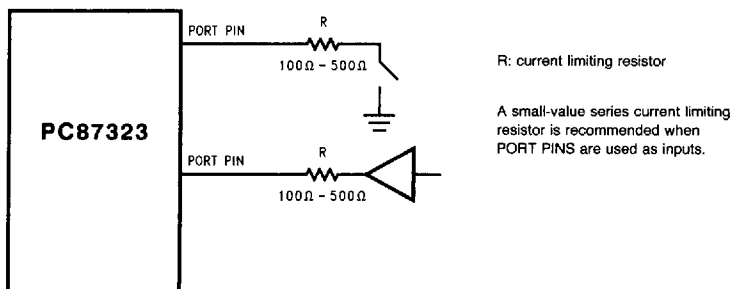 PORT PIN
R
100Ω – 500Ω
R: current limiting resistor
A small-value series current limiting
resistor is recommended when
PORT PINS are used as inputs.
PC87323
PORT PIN
R
100Ω – 500Ω